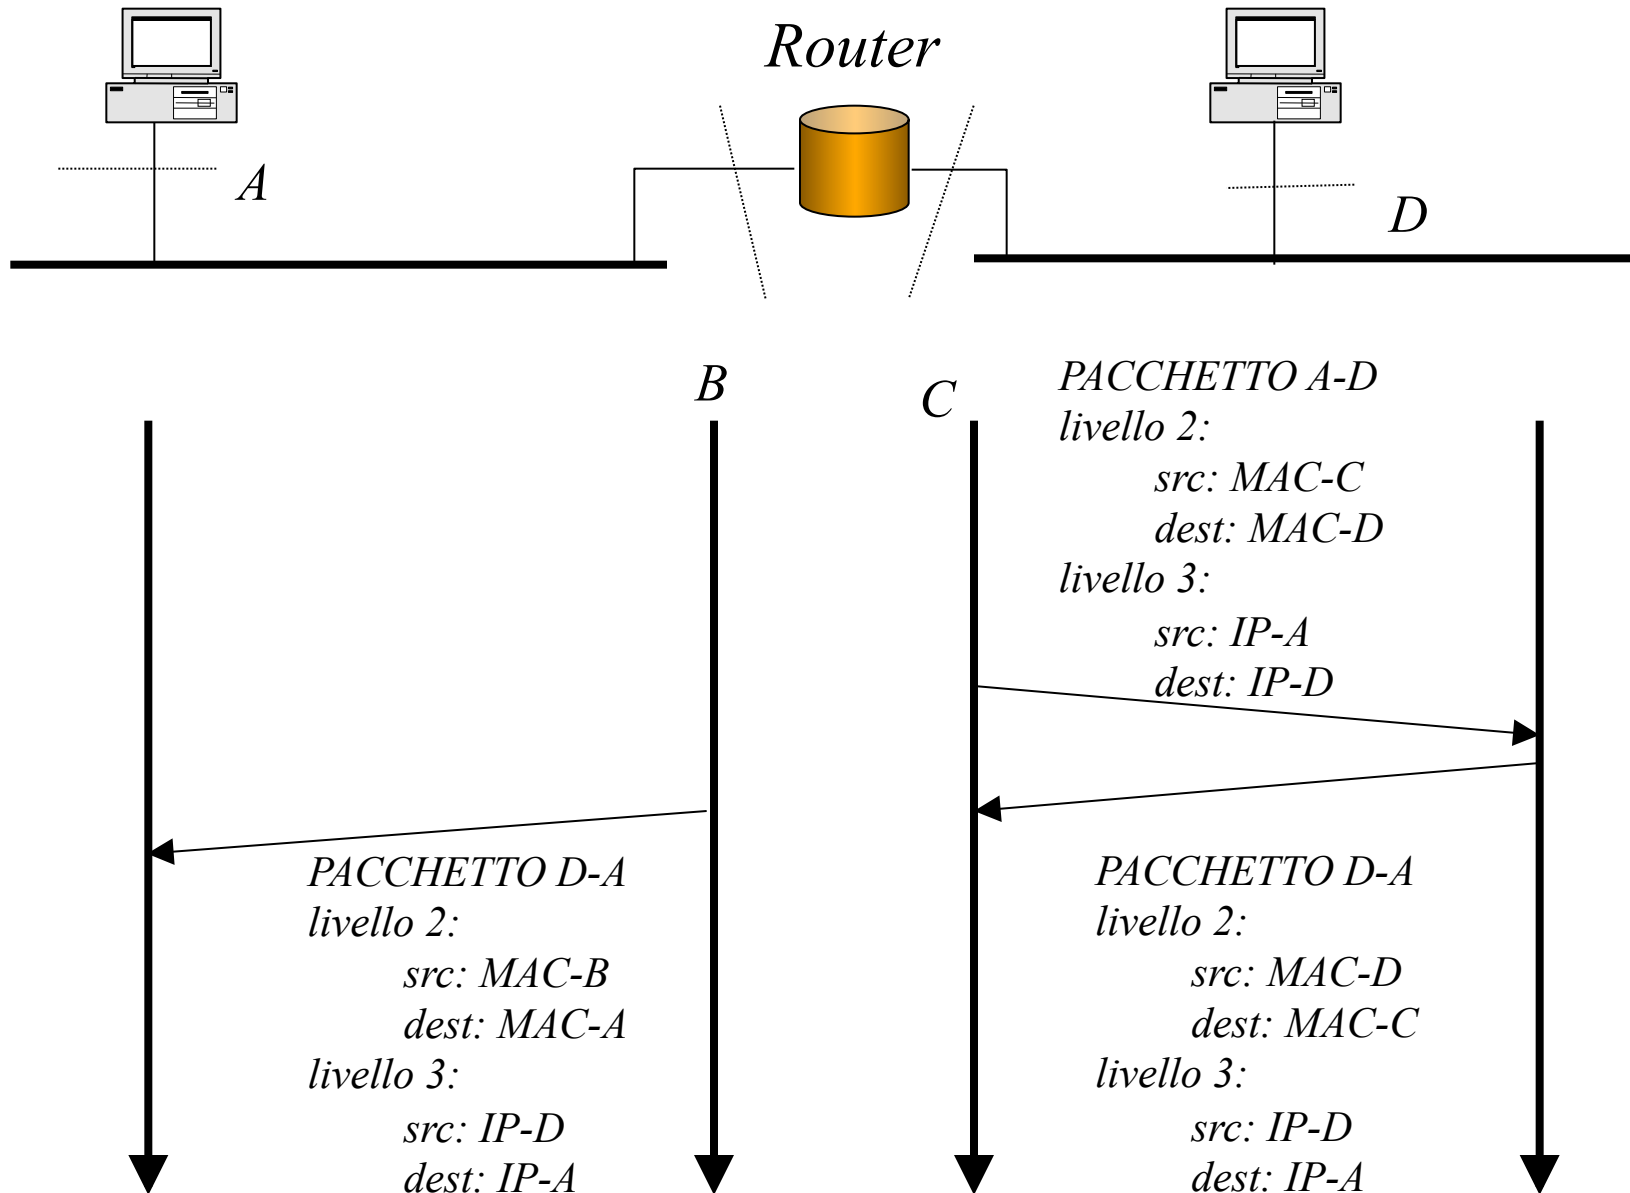 Router
A
D
B
C
PACCHETTO A-D
livello 2:
src: MAC-C
dest: MAC-D
livello 3:
src: IP-A
dest: IP-D
PACCHETTO D-A
livello 2:
src: MAC-B
dest: MAC-A
livello 3:
src: IP-D
dest: IP-A
PACCHETTO D-A
livello 2:
src: MAC-D
dest: MAC-C
livello 3:
src: IP-D
dest: IP-A